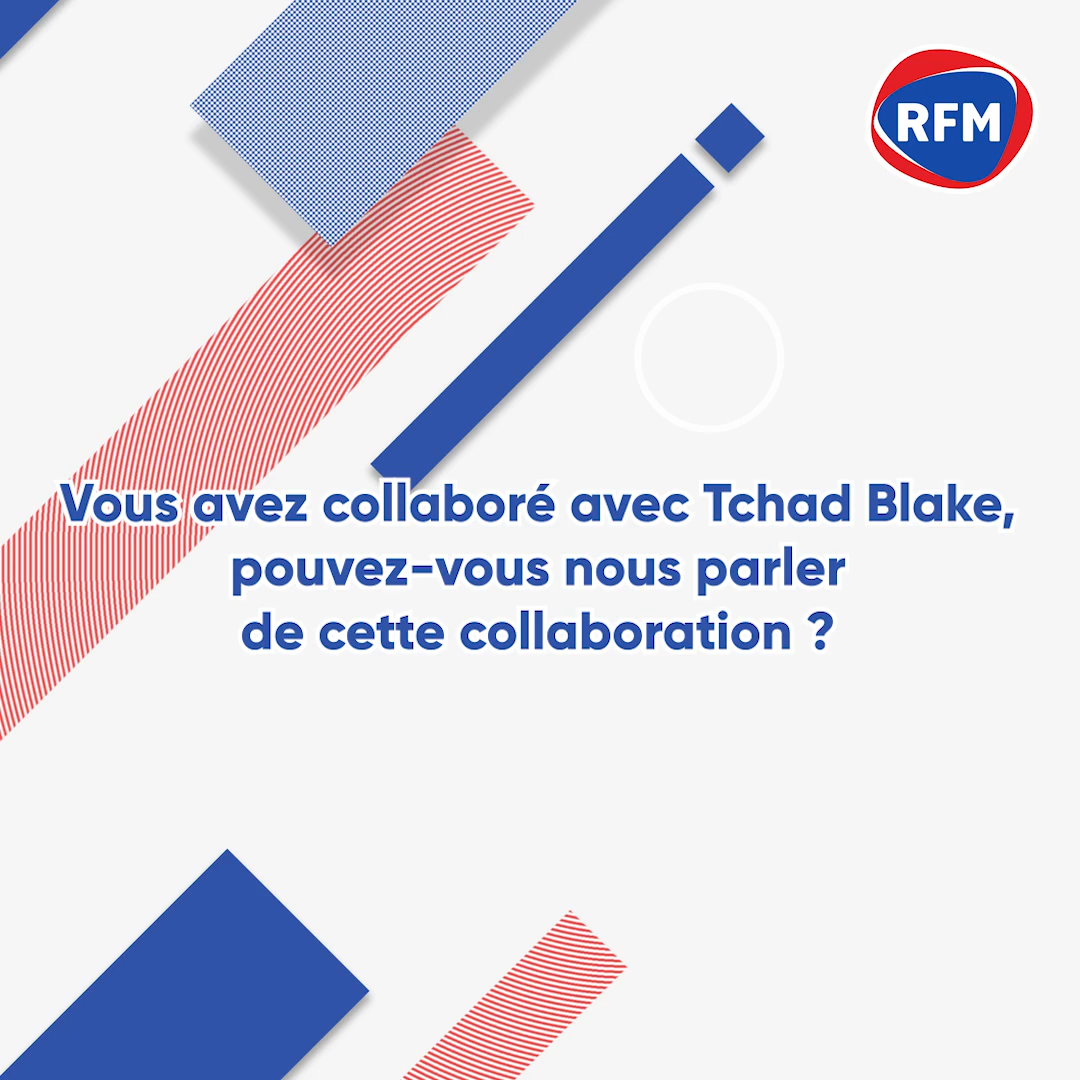 RFM
Vous avez collaboré avec Tchad Blake,
pouvez-vous nous parler
de cette collaboration ?